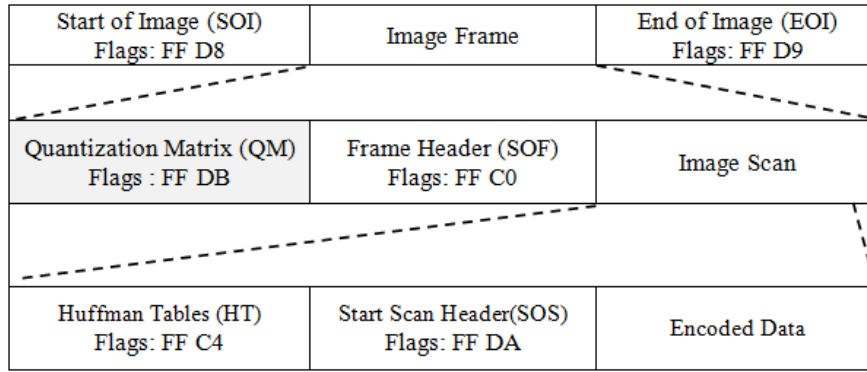 Start of Image (SOI)
Flags: FF D8
Image Frame
End of Image (EOI)
Flags: FF D9
Quantization Matrix (QM)
Flags : FF DB
Frame Header (SOF)
Flags: FF C0
Image Scan
Huffman Tables (HT)
Flags: FF C4
Start Scan Header(SOS)
Flags: FF DA
Encoded Data